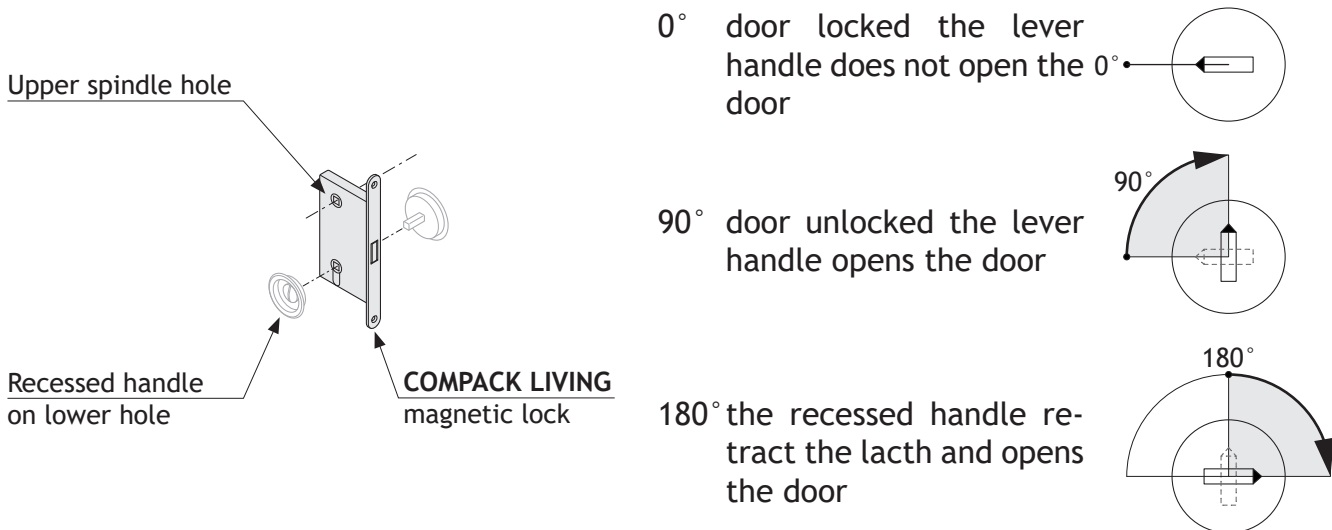 Upper spindle hole
Recessed handle
on lower hole
COMPACK LIVING
magnetic lock
0° door locked the lever
handle does not open the
door
0°
90° door unlocked the lever
handle opens the door
90°
180° the recessed handle re-
tract the lacth and opens
the door
180°